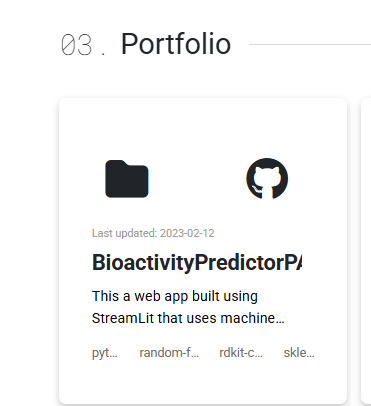 03. Portfolio
Last updated: 2023-02-12
BioactivityPredictorPA
This a web app built using
StreamLit that uses machine…
pyt… random-f… rdkit-c… skle…